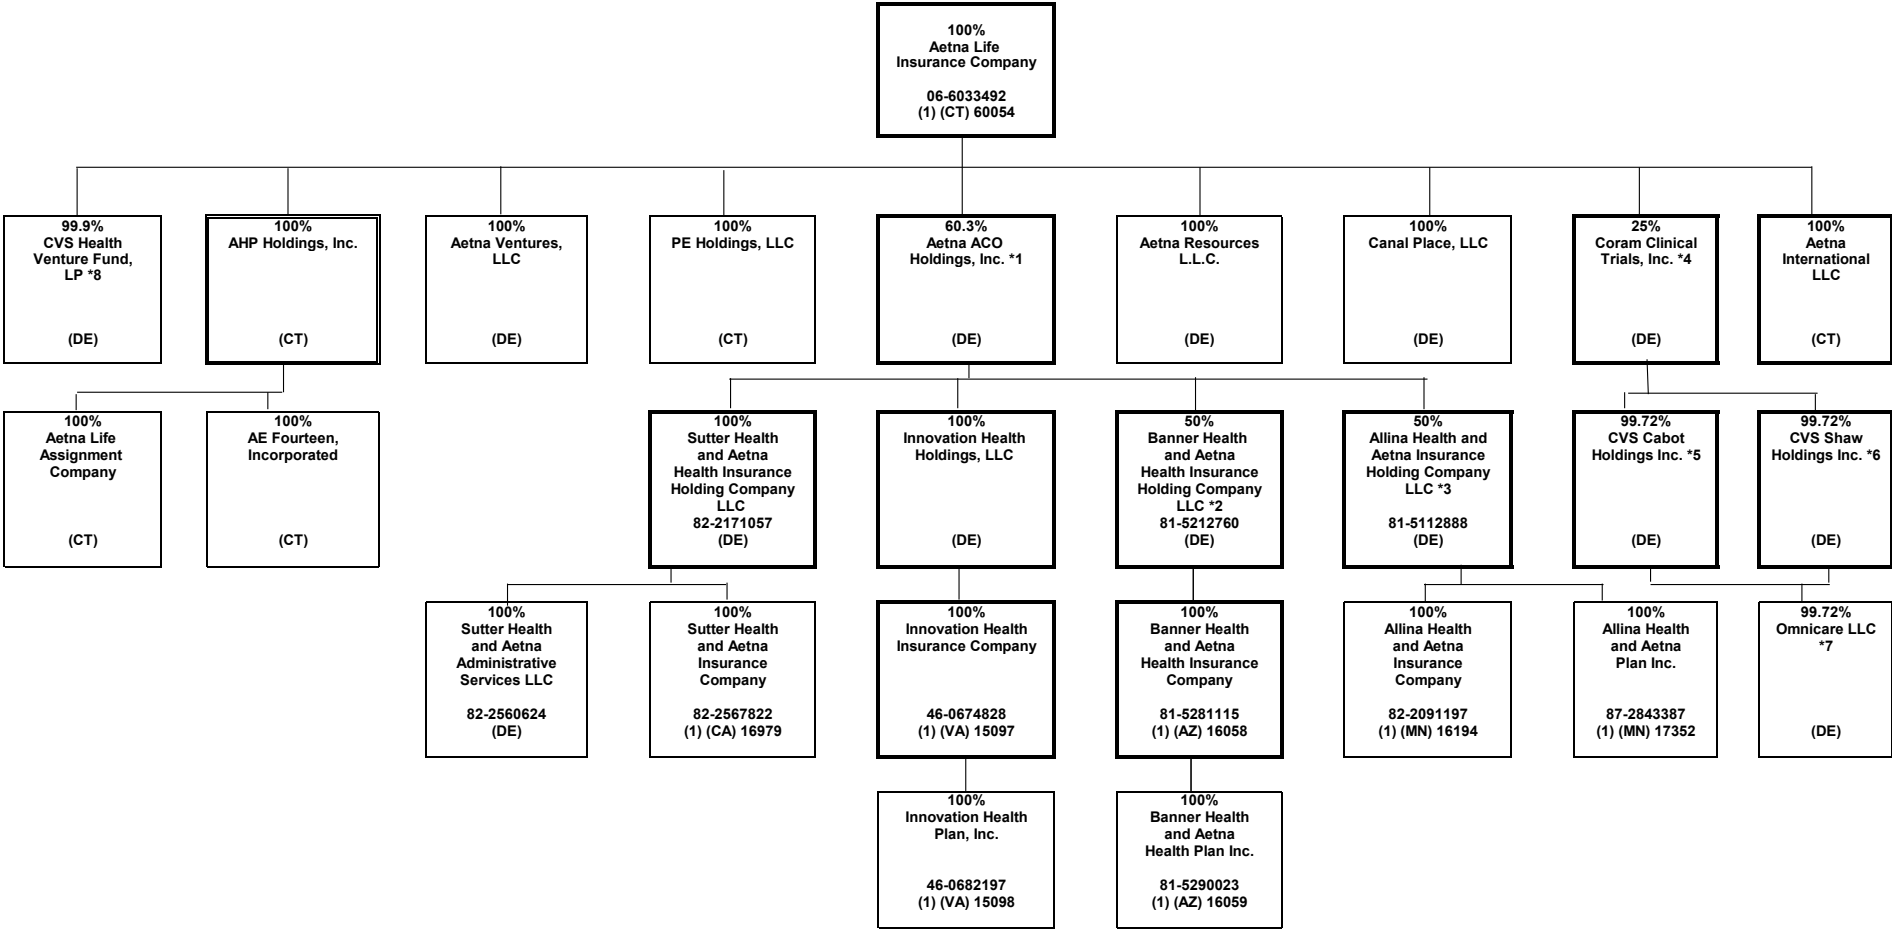 100%
Aetna Life
Insurance Company
06-6033492
(1) (CT) 60054
99.9%
CVS Health
Venture Fund,
LP *8
(DE)
100%
AHP Holdings, Inc.
(CT)
100%
Aetna Ventures,
LLC
(DE)
100%
PE Holdings, LLC
(CT)
60.3%
Aetna ACO
Holdings, Inc. *1
(DE)
100%
Aetna Resources
L.L.C.
(DE)
100%
Canal Place, LLC
(DE)
25%
Coram Clinical
Trials, Inc. *4
(DE)
100%
Aetna
International
LLC
(CT)
100%
Aetna Life
Assignment
Company
(CT)
100%
AE Fourteen,
Incorporated
(CT)
100%
Sutter Health
and Aetna
Health Insurance
Holding Company
LLC
82-2171057
(DE)
100%
Innovation Health
Holdings, LLC
(DE)
50%
Banner Health
and Aetna
Health Insurance
Holding Company
LLC *2
81-5212760
(DE)
50%
Allina Health and
Aetna Insurance
Holding Company
LLC *3
81-5112888
(DE)
99.72%
CVS Cabot
Holdings Inc. *5
(DE)
99.72%
CVS Shaw
Holdings Inc. *6
(DE)
100%
Sutter Health
and Aetna
Administrative
Services LLC
82-2560624
(DE)
100%
Sutter Health
and Aetna
Insurance
Company
82-2567822
(1) (CA) 16979
100%
Innovation Health
Insurance Company
46-0674828
(1) (VA) 15097
100%
Banner Health
and Aetna
Health Insurance
Company
81-5281115
(1) (AZ) 16058
100%
Allina Health
and Aetna
Insurance
Company
82-2091197
(1) (MN) 16194
100%
Allina Health
and Aetna
Plan Inc.
87-2843387
(1) (MN) 17352
99.72%
Omnicare LLC
*7
(DE)
100%
Innovation Health
Plan, Inc.
46-0682197
(1) (VA) 15098
100%
Banner Health
and Aetna
Health Plan Inc.
81-5290023
(1) (AZ) 16059